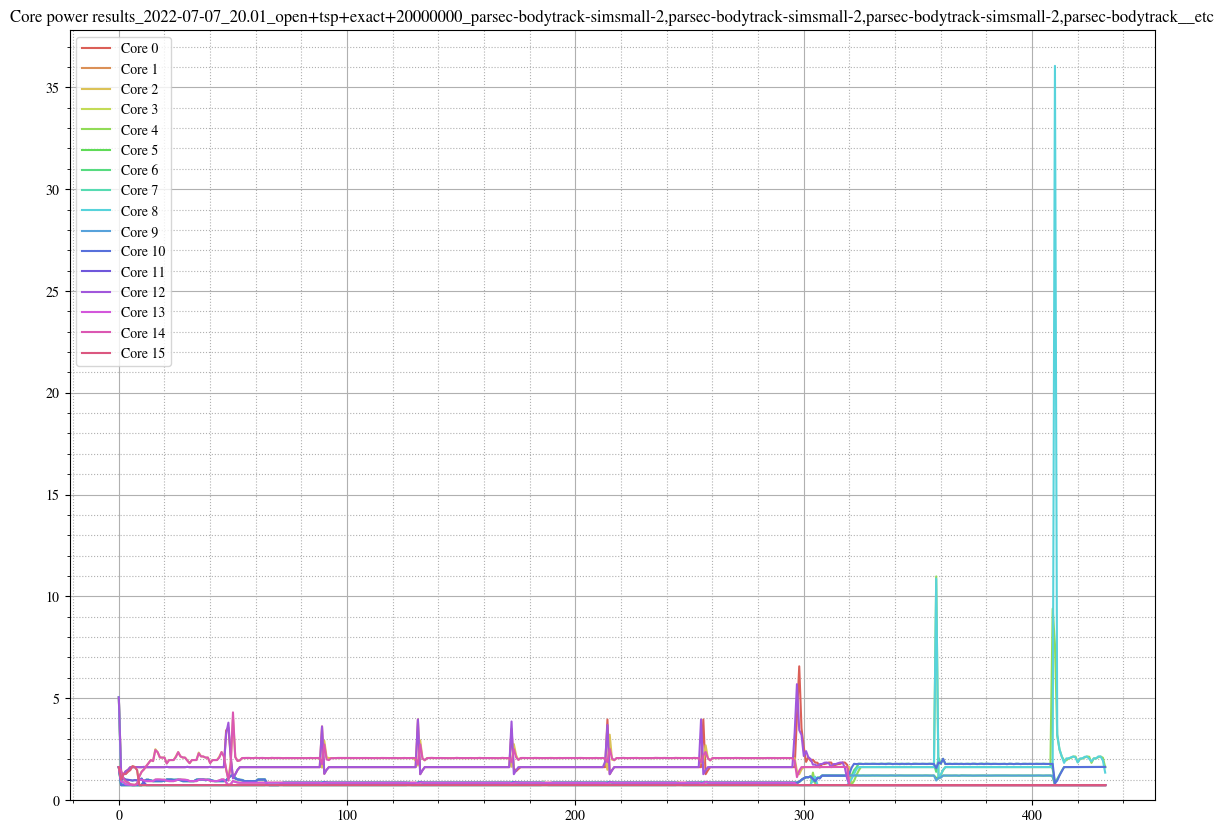 Core power results_2022-07-07_20.01_open+tsp+exact+20000000_parsec-bodytrack-simsmall-2,parsec-bodytrack-simsmall-2,parsec-bodytrack-simsmall-2,parsec-bodytrack__etc
Core 0
Core 1
Core 2
Core 3
Core 4
Core 5
Core 6
Core 7
Core 8
Core 9
Core 10
Core 11
Core 12
Core 13
Core 14
Core 15
35
30
25
20
15
10
5
0
0 100 200 300 400